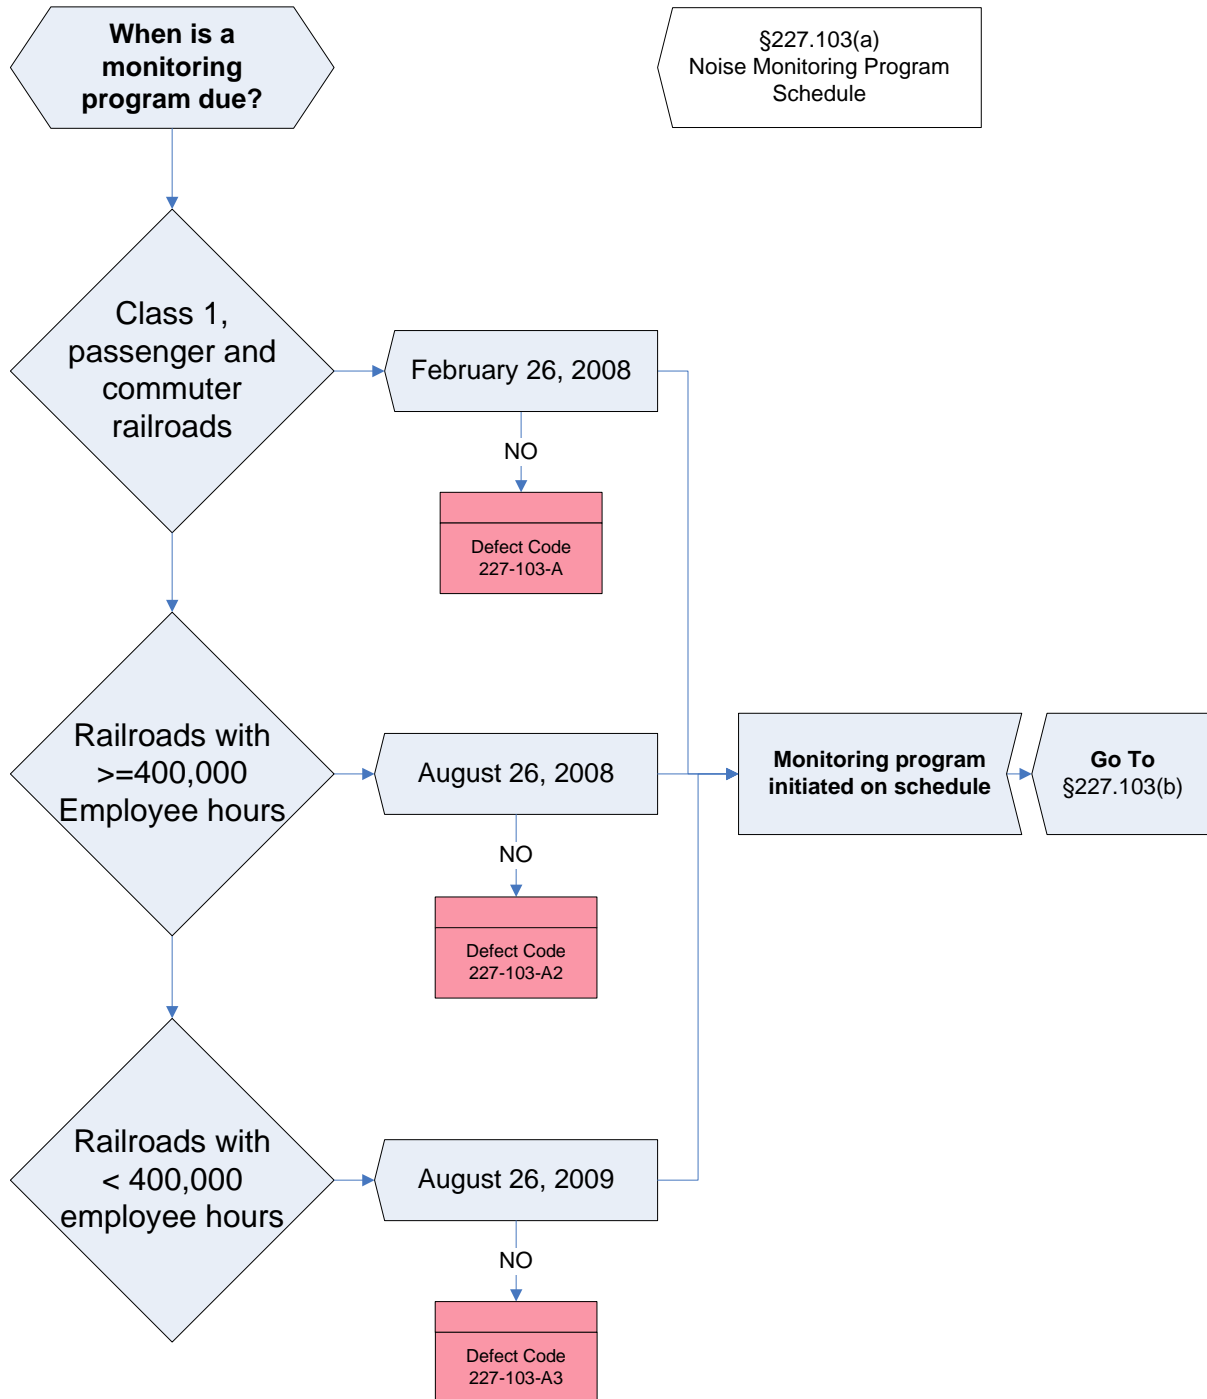 When is a
monitoring
program due?
§227.103(a)
Noise Monitoring Program
Schedule
Class 1,
passenger and
commuter
railroads
February 26, 2008
NO
Defect Code
227-103-A
Railroads with
>=400,000
Employee hours
August 26, 2008
NO
Defect Code
227-103-A2
Monitoring program
initiated on schedule
Go To
§227.103(b)
Railroads with
< 400,000
employee hours
August 26, 2009
NO
Defect Code
227-103-A3